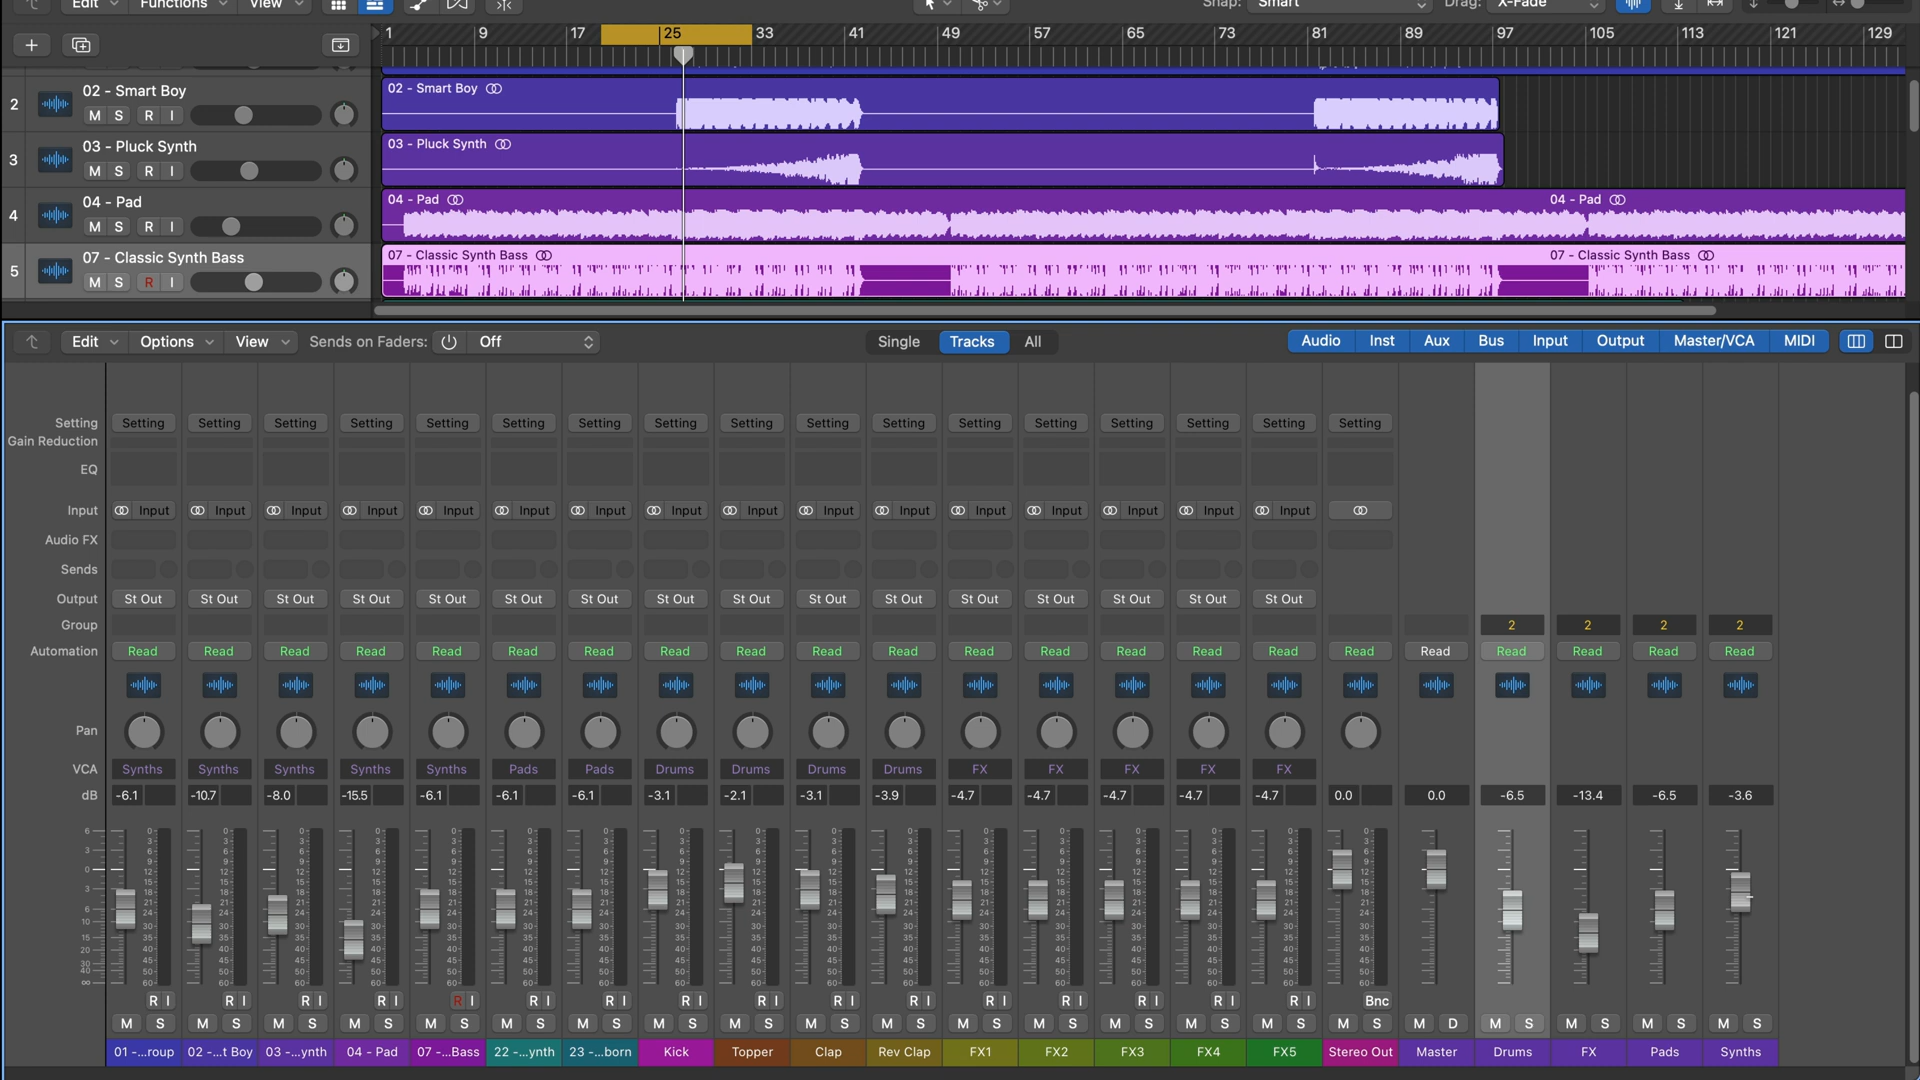 Edit Functions View Snap: Smart Drag: X-Fade
1 9 17 25 33 41 49 57 65 73 81 89 97 105 113 121 129
2 02 - Smart Boy
M S R I
02 - Smart Boy
3 03 - Pluck Synth
M S R I
03 - Pluck Synth
4 04 - Pad
M S R I
04 - Pad 04 - Pad
5 07 - Classic Synth Bass
M S R I
07 - Classic Synth Bass 07 - Classic Synth Bass
Edit Options View Sends on Faders: Off Single Tracks All Audio Inst Aux Bus Input Output Master/VCA MIDI
Setting Setting Setting Setting Setting Setting Setting Setting Setting Setting Setting Setting Setting Setting Setting Setting Setting Setting
Gain Reduction
EQ
Input Input Input Input Input Input Input Input Input Input Input Input Input Input Input Input Input
Audio FX
Sends
Output St Out St Out St Out St Out St Out St Out St Out St Out St Out St Out St Out St Out St Out St Out St Out St Out
Group 2 2 2 2
Automation Read Read Read Read Read Read Read Read Read Read Read Read Read Read Read Read Read Read Read Read Read Read
Pan
VCA Synths Synths Synths Synths Synths Pads Pads Drums Drums Drums Drums FX FX FX FX FX
dB -6.1 -10.7 -8.0 -15.5 -6.1 -6.1 -6.1 -3.1 -2.1 -3.1 -3.9 -4.7 -4.7 -4.7 -4.7 -4.7 0.0 0.0 -6.5 -13.4 -6.5 -3.6
R I R I R I R I R I R I R I R I R I R I R I R I R I R I R I R I Bnc
M S M S M S M S M S M S M S M S M S M S M S M S M S M S M S M S M S M D M S M S M S M S
01 -...roup 02 -...t Boy 03 -...ynth 04 - Pad 07 -...Bass 22 -...ynth 23 -...born Kick Topper Clap Rev Clap FX1 FX2 FX3 FX4 FX5 Stereo Out Master Drums FX Pads Synths